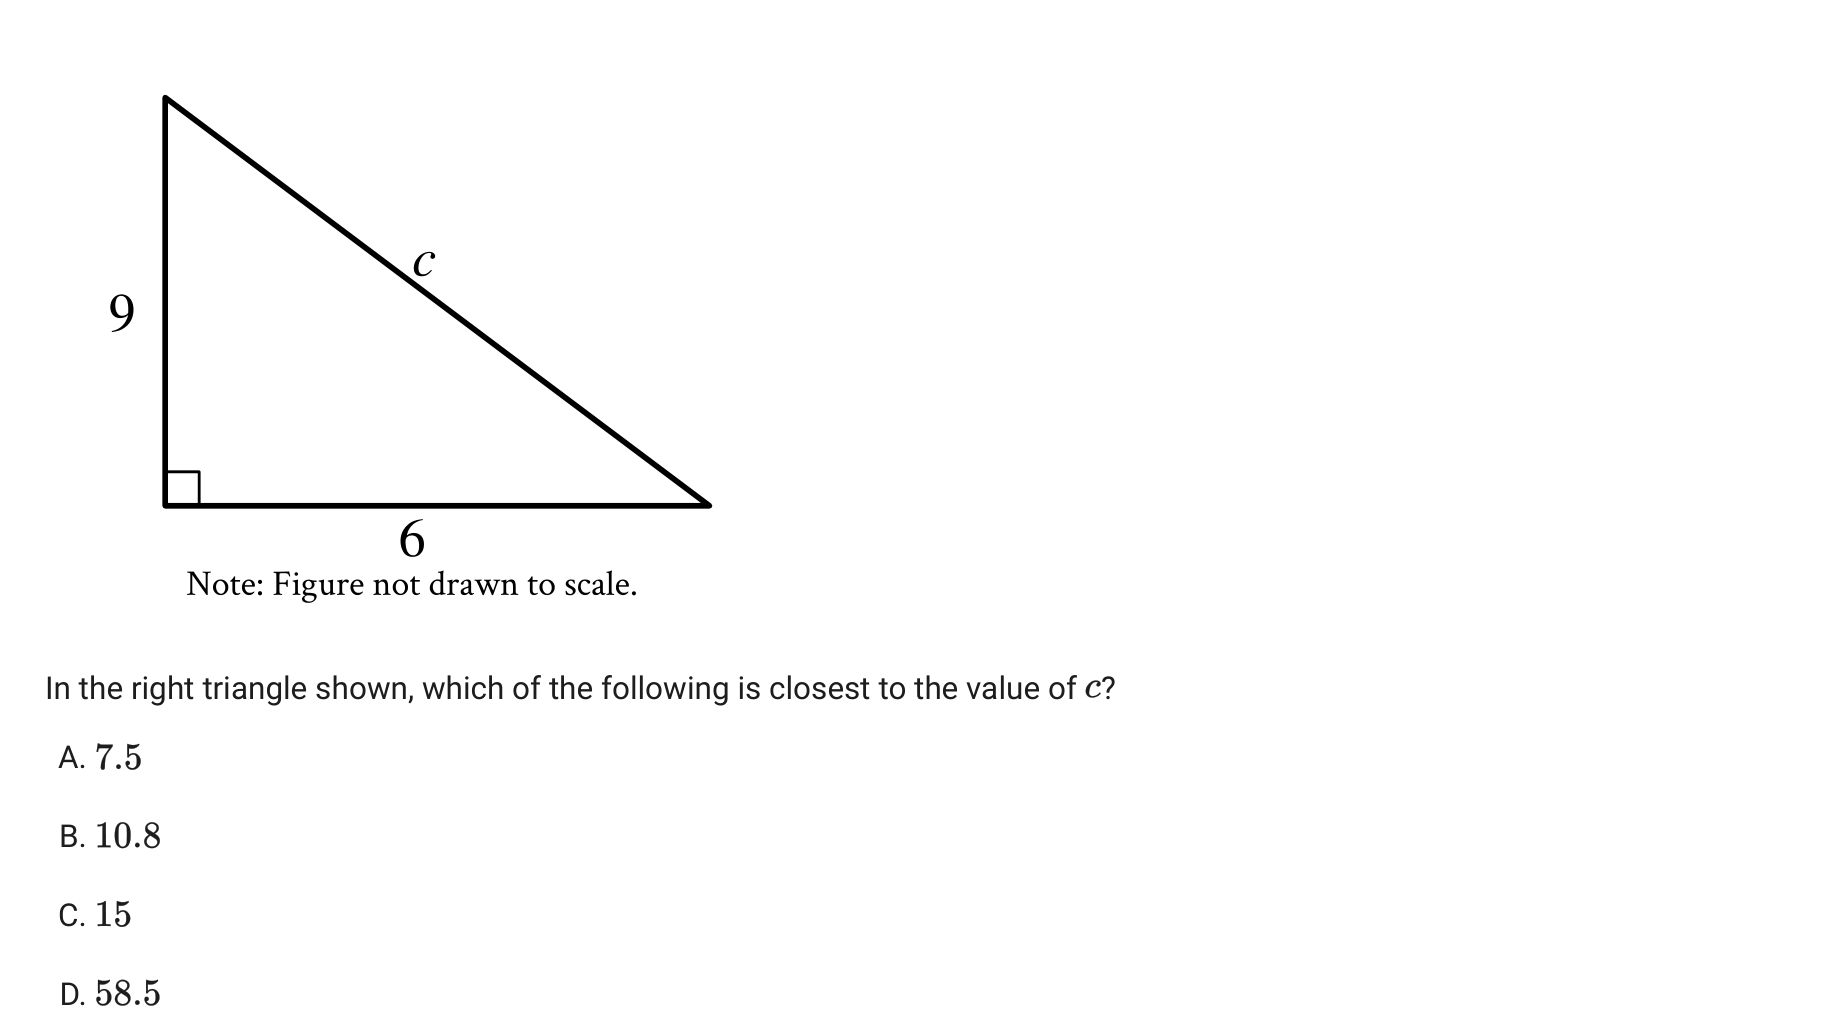 c
9
6
Note: Figure not drawn to scale.
In the right triangle shown, which of the following is closest to the value of c?
A. 7.5
B. 10.8
C. 15
D. 58.5